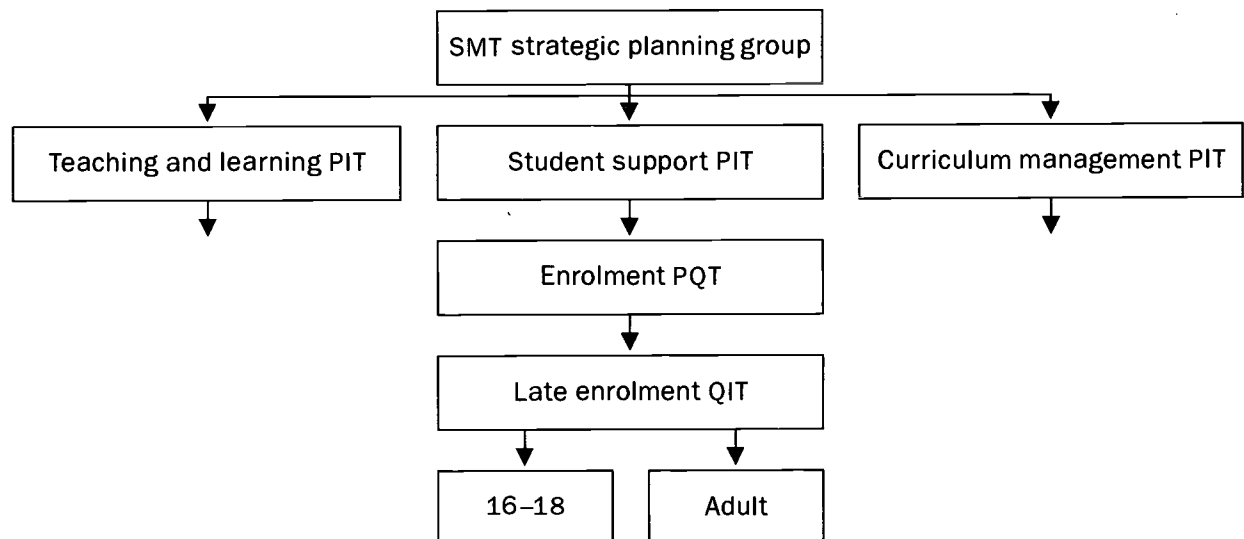 SMT strategic planning group
Teaching and learning PIT
Student support PIT
Curriculum management PIT
Enrolment PQT
Late enrolment QIT
16–18
Adult